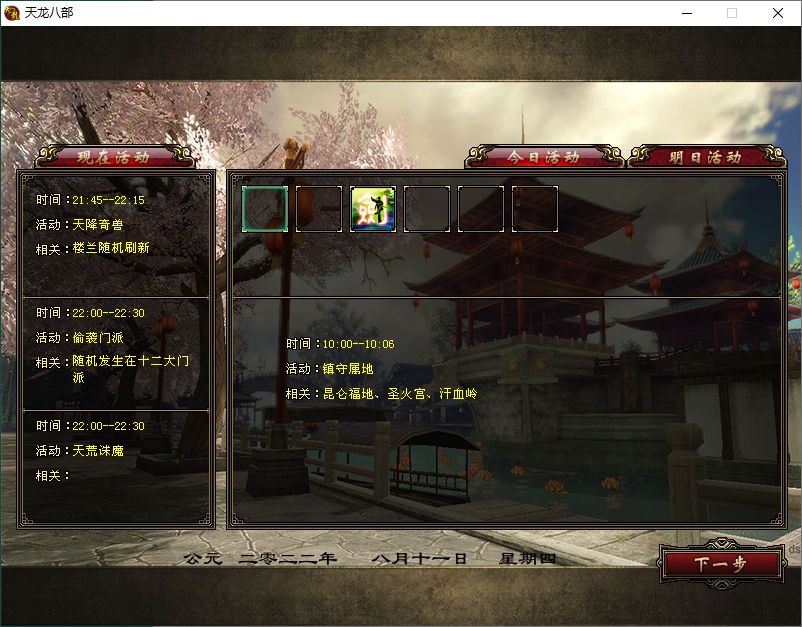 天龙八部
现在活动
今日活动
明日活动
时间：21:45--22:15
活动：天降奇兽
相关：楼兰随机刷新
时间：22:00--22:30
活动：偷袭门派
相关：随机发生在十二大门
派
时间：22:00--22:30
活动：天荒诛魔
相关：
时间：10:00--10:06
活动：镇守属地
相关：昆仑福地、圣火宫、汗血岭
公元 二零二二年 八月十一日 星期四
下一步
ds